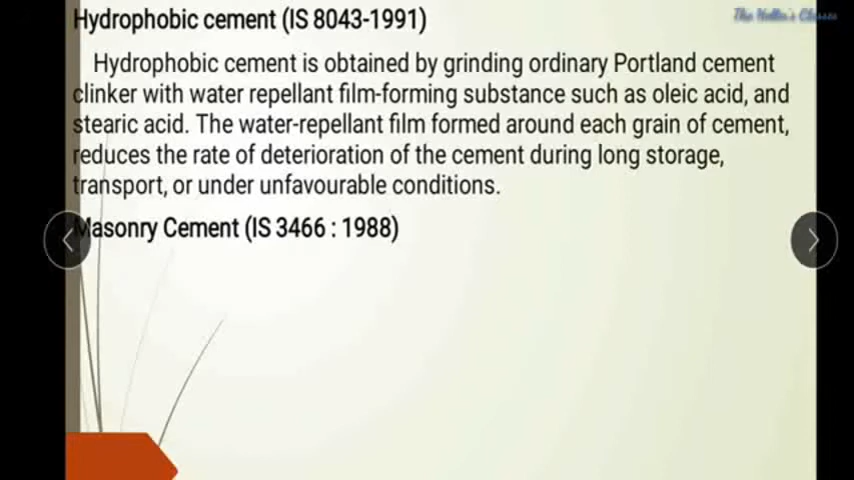 The Yellin's Classes
Hydrophobic cement (IS 8043-1991)
Hydrophobic cement is obtained by grinding ordinary Portland cement
clinker with water repellant film-forming substance such as oleic acid, and
stearic acid. The water-repellant film formed around each grain of cement,
reduces the rate of deterioration of the cement during long storage,
transport, or under unfavourable conditions.
Masonry Cement (IS 3466 : 1988)